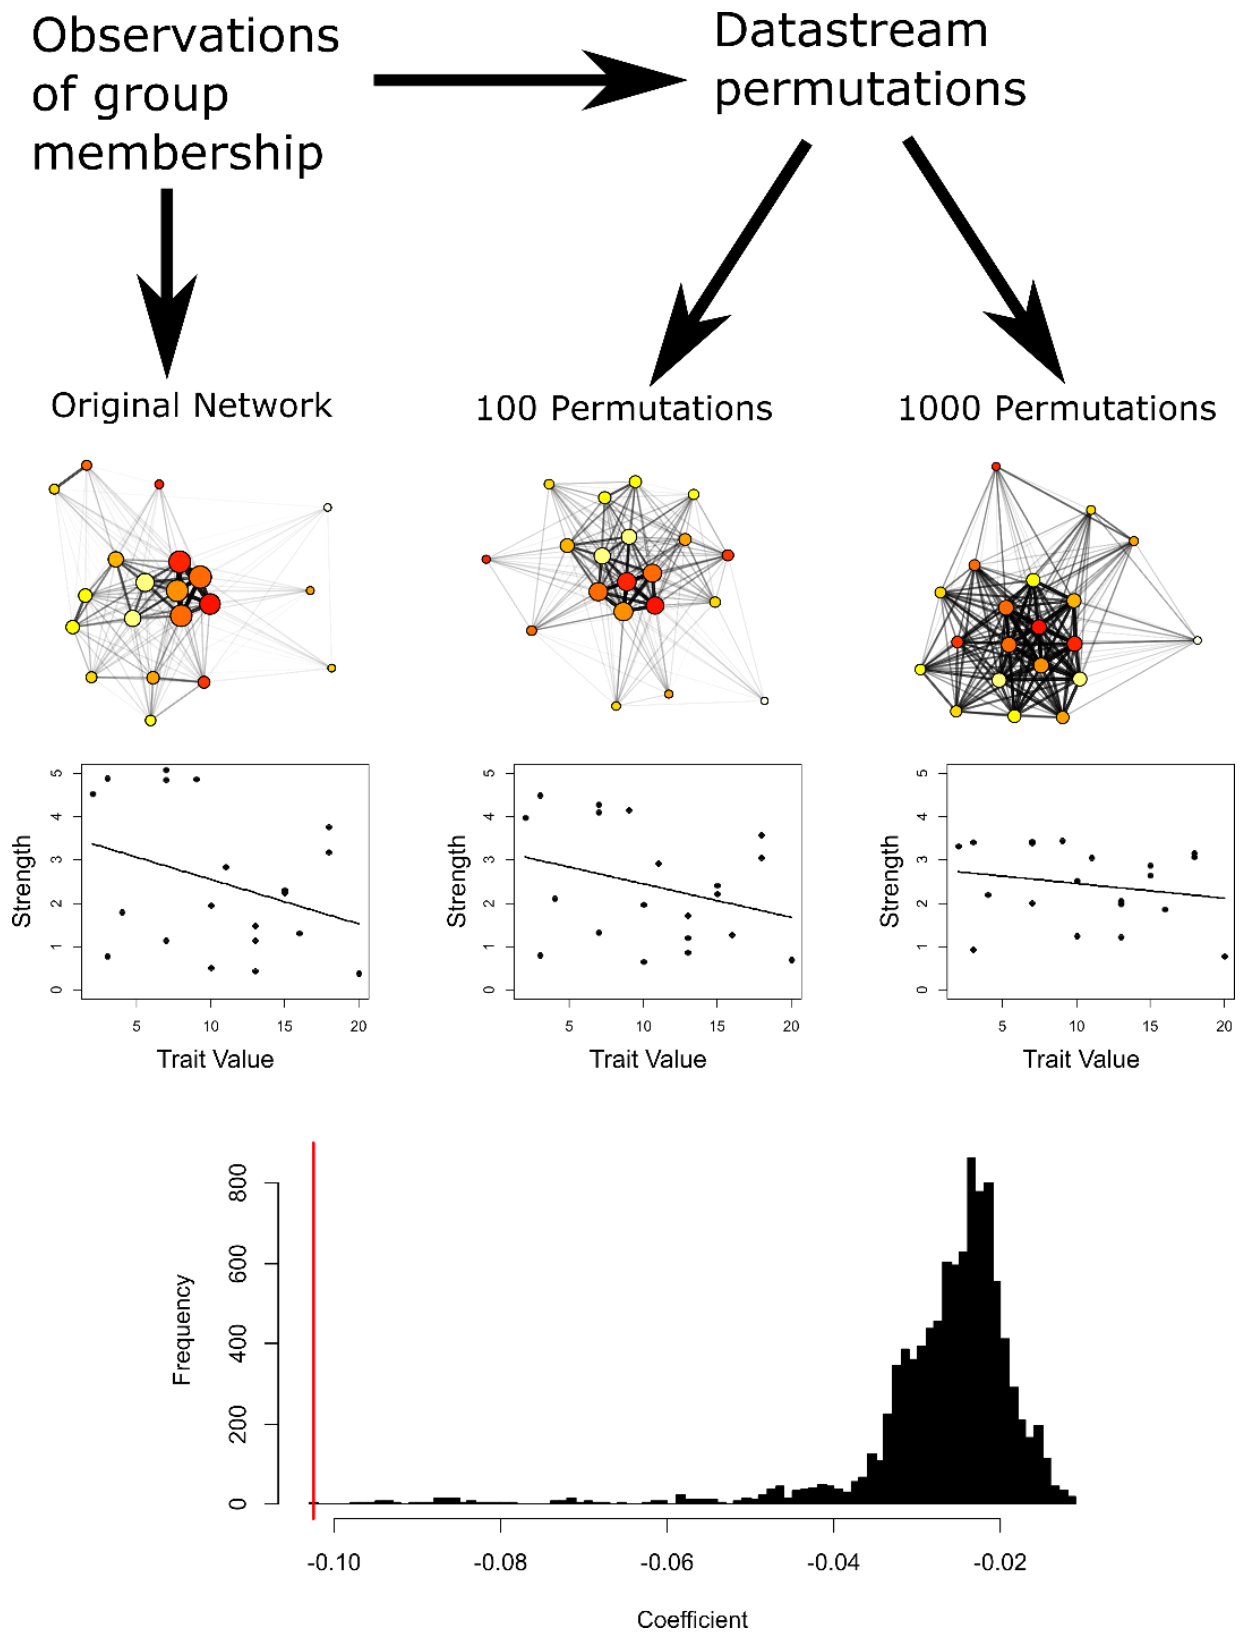 Observations
of group
membership
Datastream
permutations
Original Network
100 Permutations
1000 Permutations
5
4
3
2
1
0
Strength
5
10
15
20
Trait Value
5
4
3
2
1
0
Strength
5
10
15
20
Trait Value
5
4
3
2
1
0
Strength
5
10
15
20
Trait Value
800
600
400
200
0
Frequency
-0.10
-0.08
-0.06
-0.04
-0.02
Coefficient